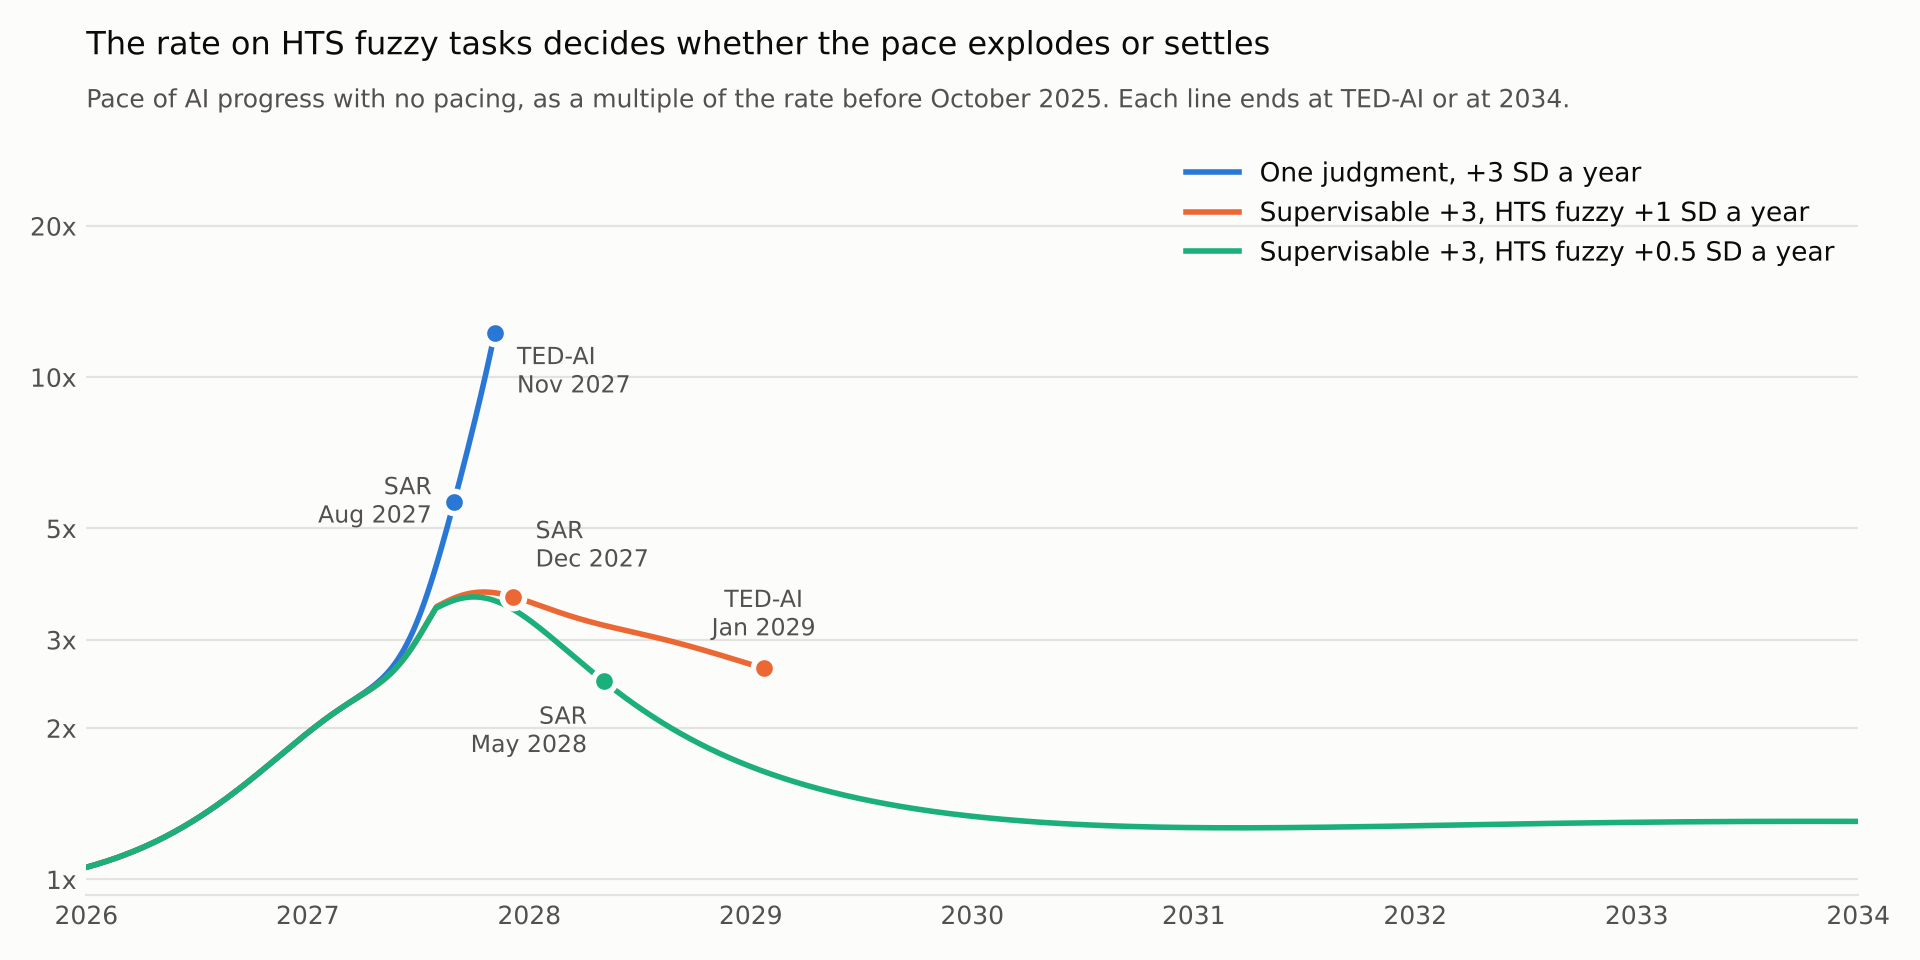 The rate on HTS fuzzy tasks decides whether the pace explodes or settles
Pace of AI progress with no pacing, as a multiple of the rate before October 2025. Each line ends at TED-AI or at 2034.
One judgment, +3 SD a year
Supervisable +3, HTS fuzzy +1 SD a year
Supervisable +3, HTS fuzzy +0.5 SD a year
20x
10x
5x
3x
2x
1x
TED-AI
Nov 2027
SAR
Aug 2027
SAR
Dec 2027
TED-AI
Jan 2029
SAR
May 2028
2026
2027
2028
2029
2030
2031
2032
2033
2034